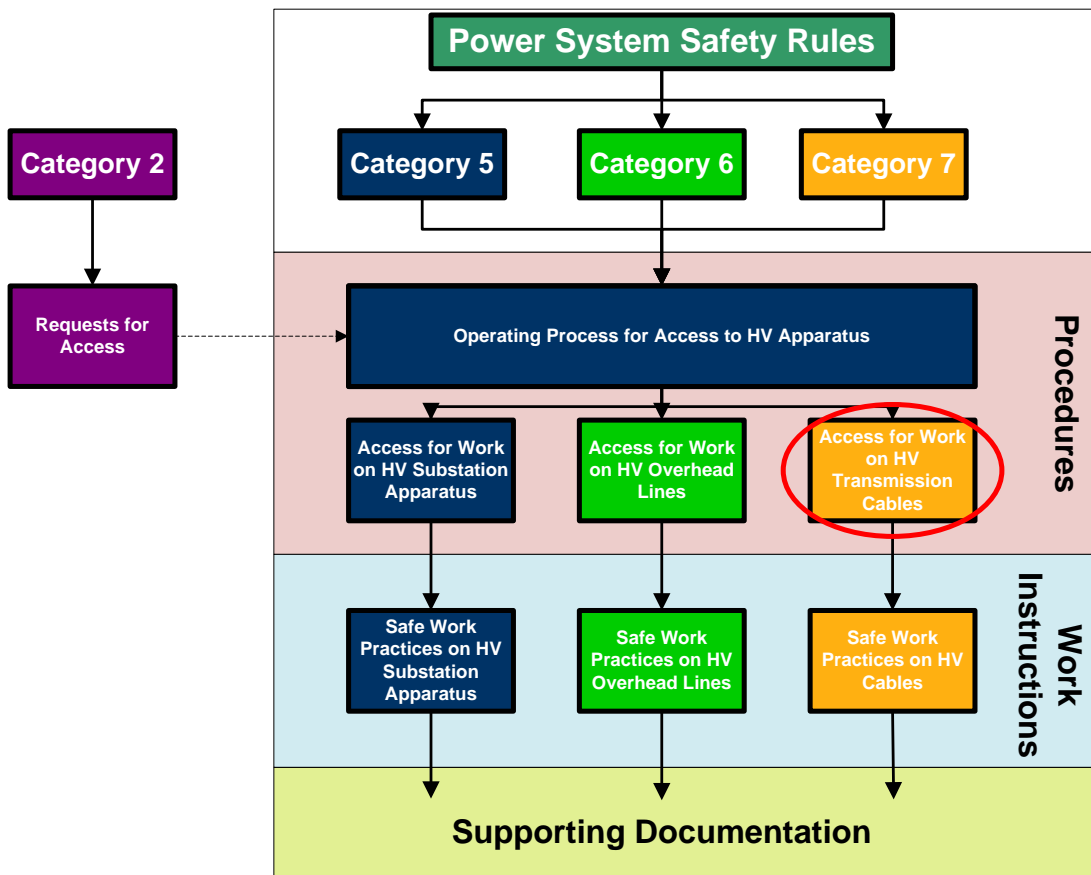 Power System Safety Rules
Category 2
Category 5
Category 6
Category 7
Requests for
Access
Operating Process for Access to HV Apparatus
Procedures
Access for Work
on HV Substation
Apparatus
Access for Work
on HV Overhead
Lines
Access for Work
on HV
Transmission
Cables
Safe Work
Practices on HV
Substation
Apparatus
Safe Work
Practices on HV
Overhead Lines
Safe Work
Practices on HV
Cables
Work
Instructions
Supporting Documentation